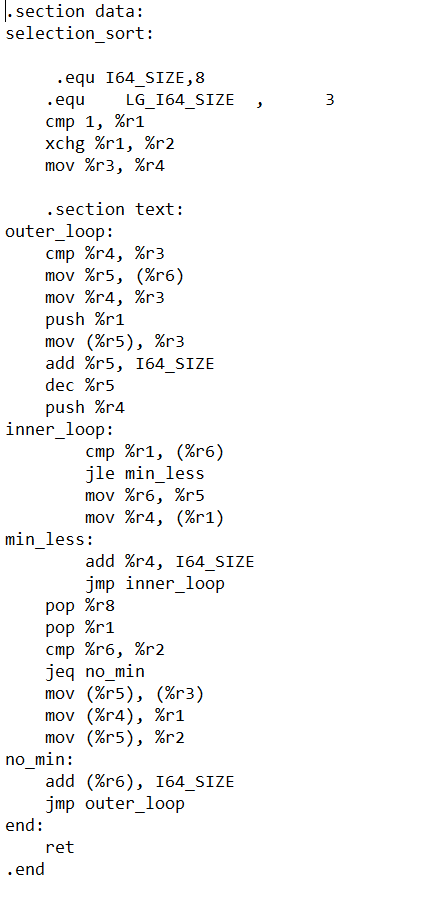 .section data:
selection_sort:
.equ I64_SIZE,8
.equ    LG_I64_SIZE  ,      3
cmp 1, %r1
xchg %r1, %r2
mov %r3, %r4
.section text:
outer_loop:
cmp %r4, %r3
mov %r5, (%r6)
mov %r4, %r3
push %r1
mov (%r5), %r3
add %r5, I64_SIZE
dec %r5
push %r4
inner_loop:
cmp %r1, (%r6)
jle min_less
mov %r6, %r5
mov %r4, (%r1)
min_less:
add %r4, I64_SIZE
jmp inner_loop
pop %r8
pop %r1
cmp %r6, %r2
jeq no_min
mov (%r5), (%r3)
mov (%r4), %r1
mov (%r5), %r2
no_min:
add (%r6), I64_SIZE
jmp outer_loop
end:
ret
.end